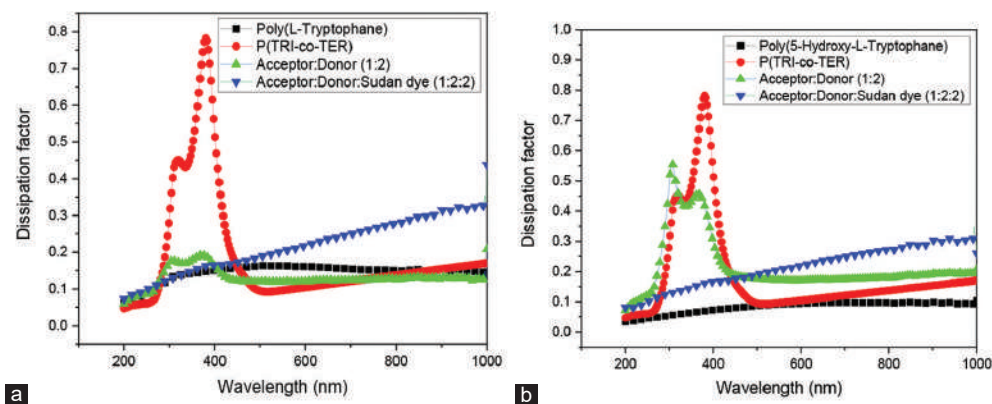 0.8
0.7
0.6
0.5
0.4
0.3
0.2
0.1
0.0
Dissipation factor
Poly(L-Tryptophane)
P(TRI-co-TER)
Acceptor:Donor (1:2)
Acceptor:Donor:Sudan dye (1:2:2)
200
400
600
800
1000
Wavelength (nm)
a
1.0
0.9
0.8
0.7
0.6
0.5
0.4
0.3
0.2
0.1
0.0
Dissipation factor
Poly(5-Hydroxy-L-Tryptophane)
P(TRI-co-TER)
Acceptor:Donor (1:2)
Acceptor:Donor:Sudan dye (1:2:2)
200
400
600
800
1000
Wavelength (nm)
b